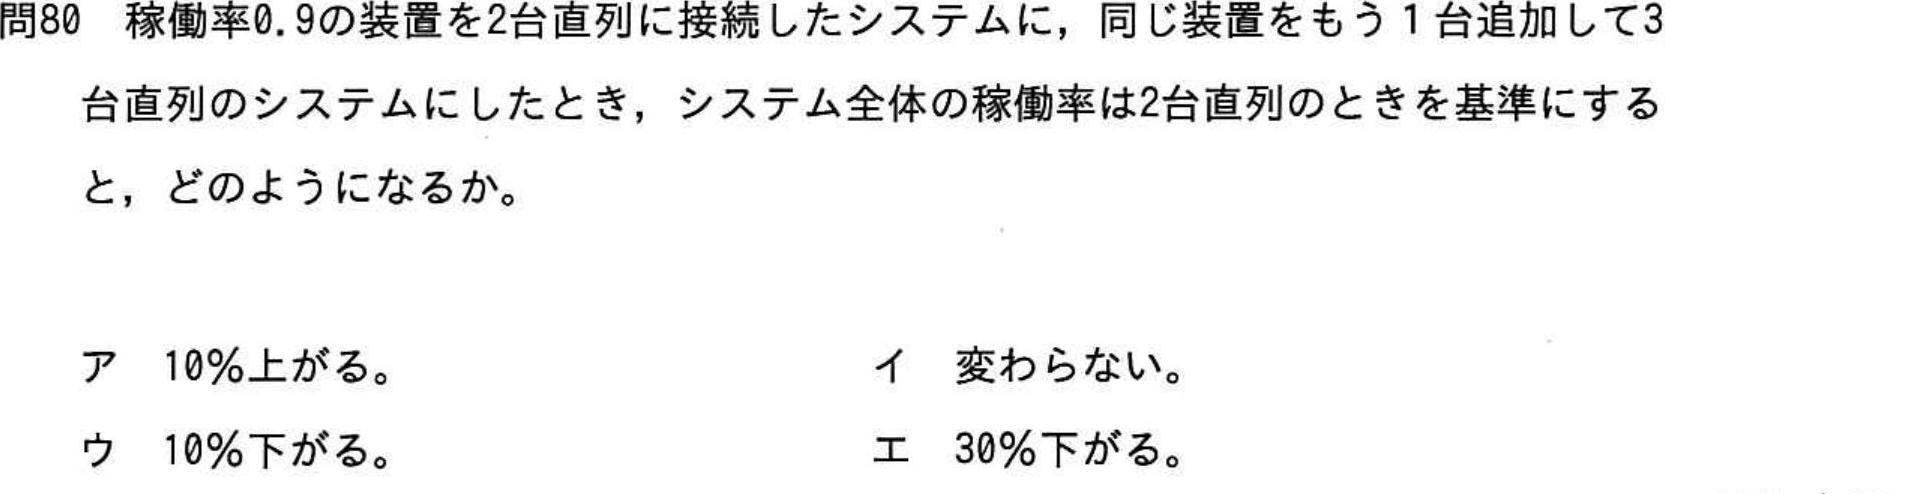 問80　稼働率0.9の装置を2台直列に接続したシステムに，同じ装置をもう１台追加して3
台直列のシステムにしたとき，システム全体の稼働率は2台直列のときを基準にする
と，どのようになるか。
ア　10％上がる。　イ　変わらない。
ウ　10％下がる。　エ　30％下がる。